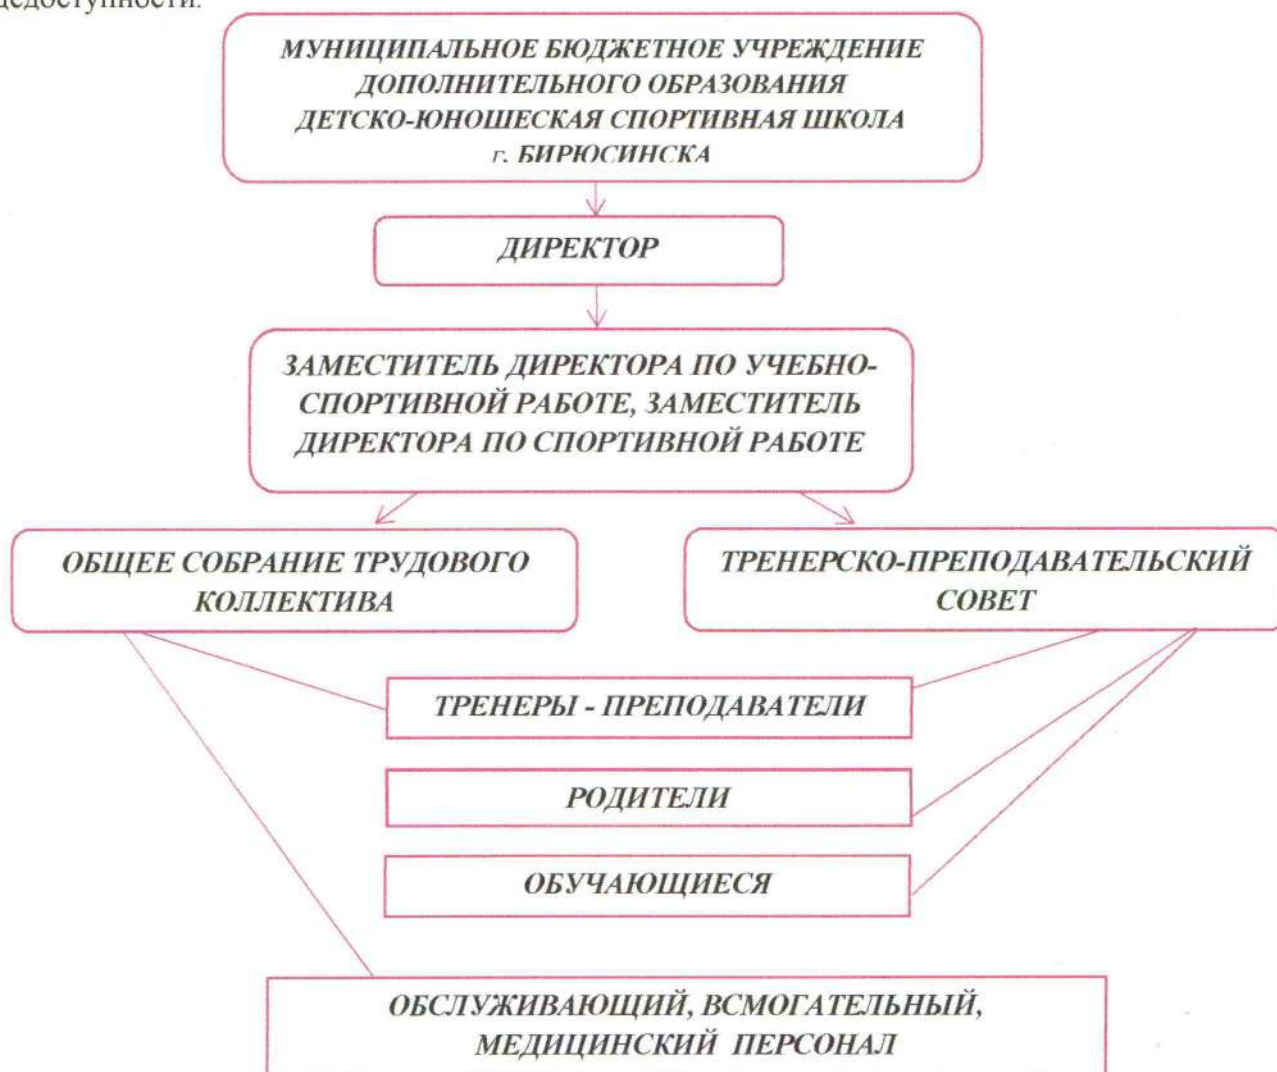 МУНИЦИПАЛЬНОЕ БЮДЖЕТНОЕ УЧРЕЖДЕНИЕ
ДОПОЛНИТЕЛЬНОГО ОБРАЗОВАНИЯ
ДЕТСКО-ЮНОШЕСКАЯ СПОРТИВНАЯ ШКОЛА
г. БИРЮСИНСКА
ДИРЕКТОР
ЗАМЕСТИТЕЛЬ ДИРЕКТОРА ПО УЧЕБНО-
СПОРТИВНОЙ РАБОТЕ, ЗАМЕСТИТЕЛЬ
ДИРЕКТОРА ПО СПОРТИВНОЙ РАБОТЕ
ОБЩЕЕ СОБРАНИЕ ТРУДОВОГО
КОЛЛЕКТИВА
ТРЕНЕРСКО-ПРЕПОДАВАТЕЛЬСКИЙ
СОВЕТ
ТРЕНЕРЫ - ПРЕПОДАВАТЕЛИ
РОДИТЕЛИ
ОБУЧАЮЩИЕСЯ
ОБСЛУЖИВАЮЩИЙ, ВСМОГАТЕЛЬНЫЙ,
МЕДИЦИНСКИЙ ПЕРСОНАЛ